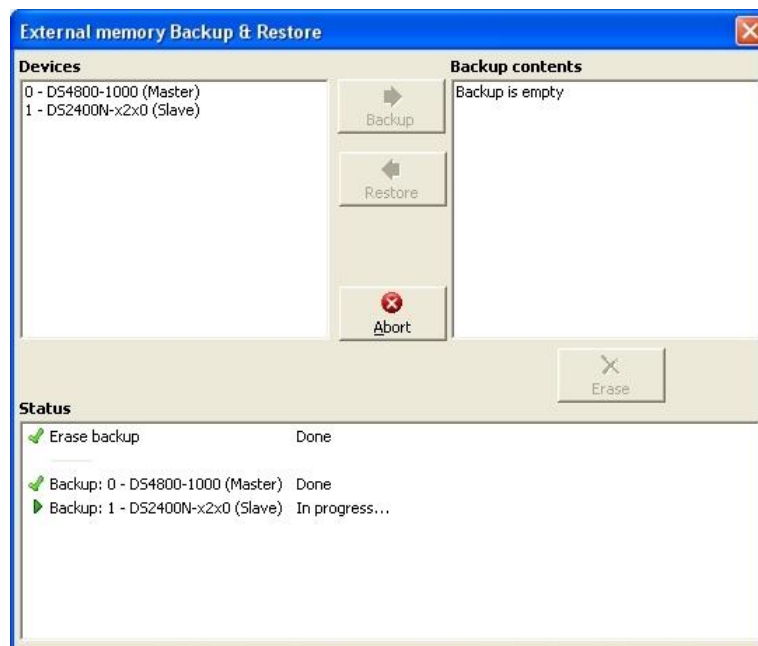 External memory Backup & Restore
Devices
Backup contents
0 - DS4800-1000 (Master)
1 - DS2400N-x2x0 (Slave)
Backup
Restore
Abort
Backup is empty
Erase
Status
Erase backup Done
Backup: 0 - DS4800-1000 (Master) Done
Backup: 1 - DS2400N-x2x0 (Slave) In progress...